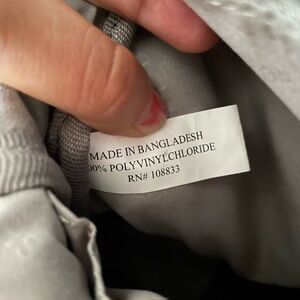 MADE IN BANGLADESH
00% POLYVINYLCHLORIDE
RN# 108833